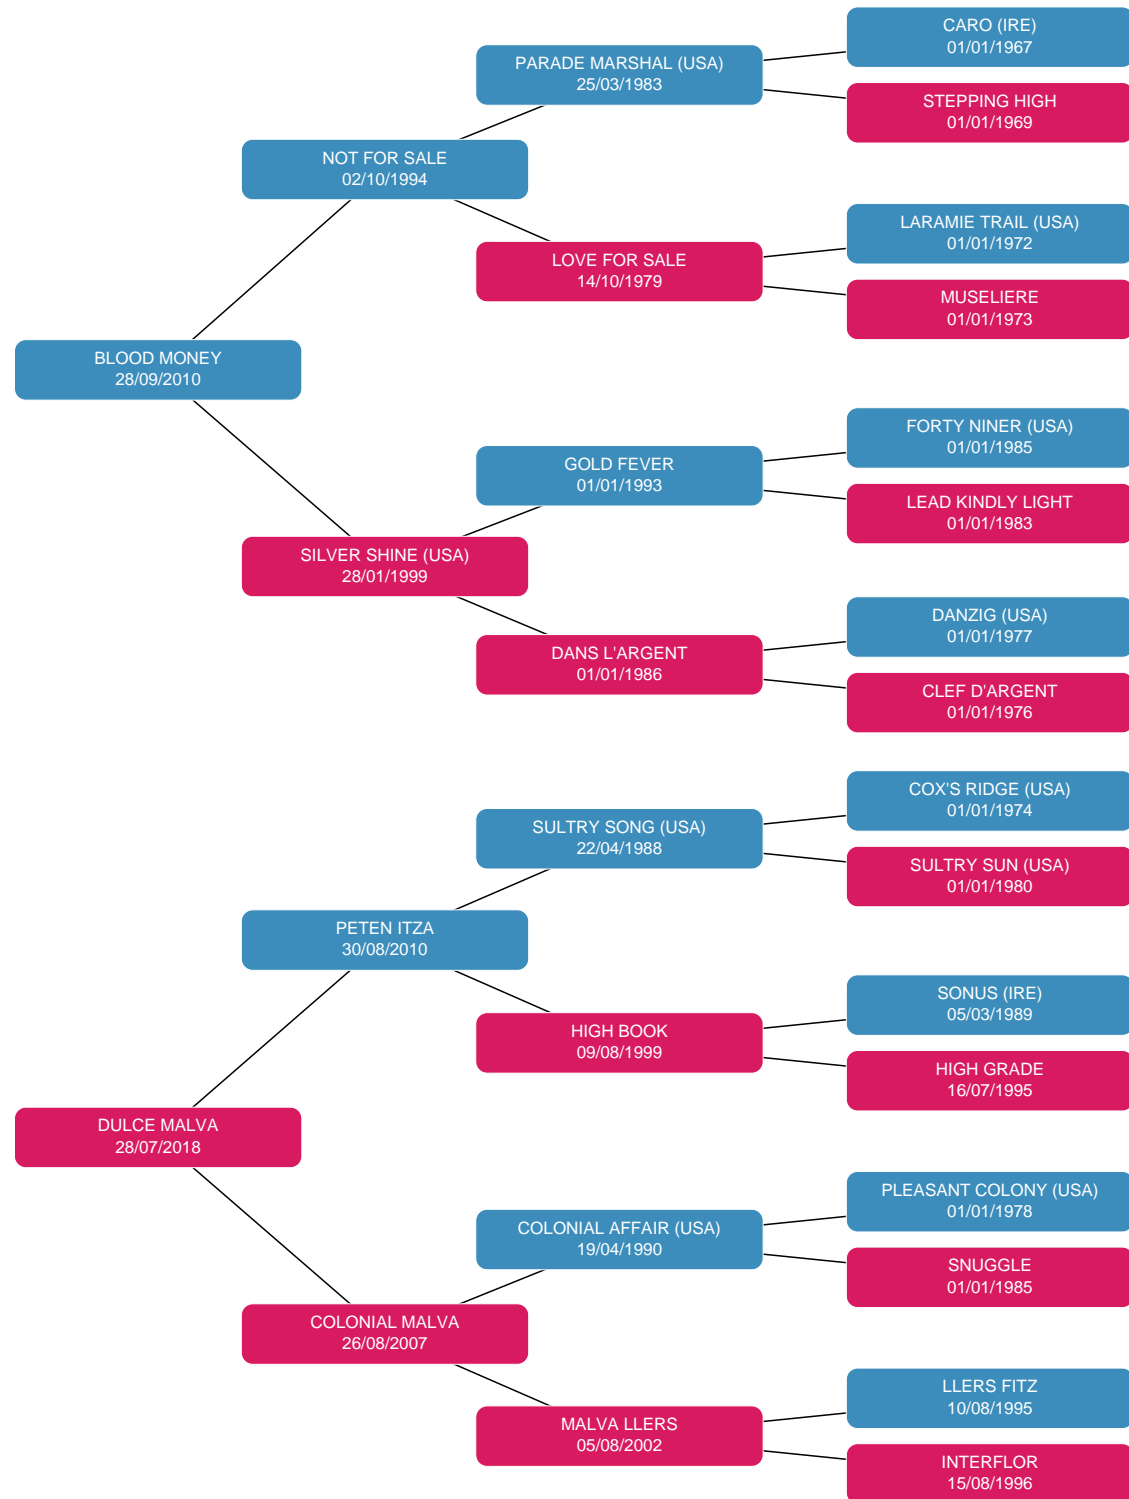 CARO (IRE)
01/01/1967
PARADE MARSHAL (USA)
25/03/1983
STEPPING HIGH
01/01/1969
NOT FOR SALE
02/10/1994
LARAMIE TRAIL (USA)
01/01/1972
LOVE FOR SALE
14/10/1979
MUSELIERE
01/01/1973
BLOOD MONEY
28/09/2010
FORTY NINER (USA)
01/01/1985
GOLD FEVER
01/01/1993
LEAD KINDLY LIGHT
01/01/1983
SILVER SHINE (USA)
28/01/1999
DANZIG (USA)
01/01/1977
DANS L'ARGENT
01/01/1986
CLEF D'ARGENT
01/01/1976
COX'S RIDGE (USA)
01/01/1974
SULTRY SONG (USA)
22/04/1988
SULTRY SUN (USA)
01/01/1980
PETEN ITZA
30/08/2010
SONUS (IRE)
05/03/1989
HIGH BOOK
09/08/1999
HIGH GRADE
16/07/1995
DULCE MALVA
28/07/2018
PLEASANT COLONY (USA)
01/01/1978
COLONIAL AFFAIR (USA)
19/04/1990
SNUGGLE
01/01/1985
COLONIAL MALVA
26/08/2007
LLERS FITZ
10/08/1995
MALVA LLERS
05/08/2002
INTERFLOR
15/08/1996